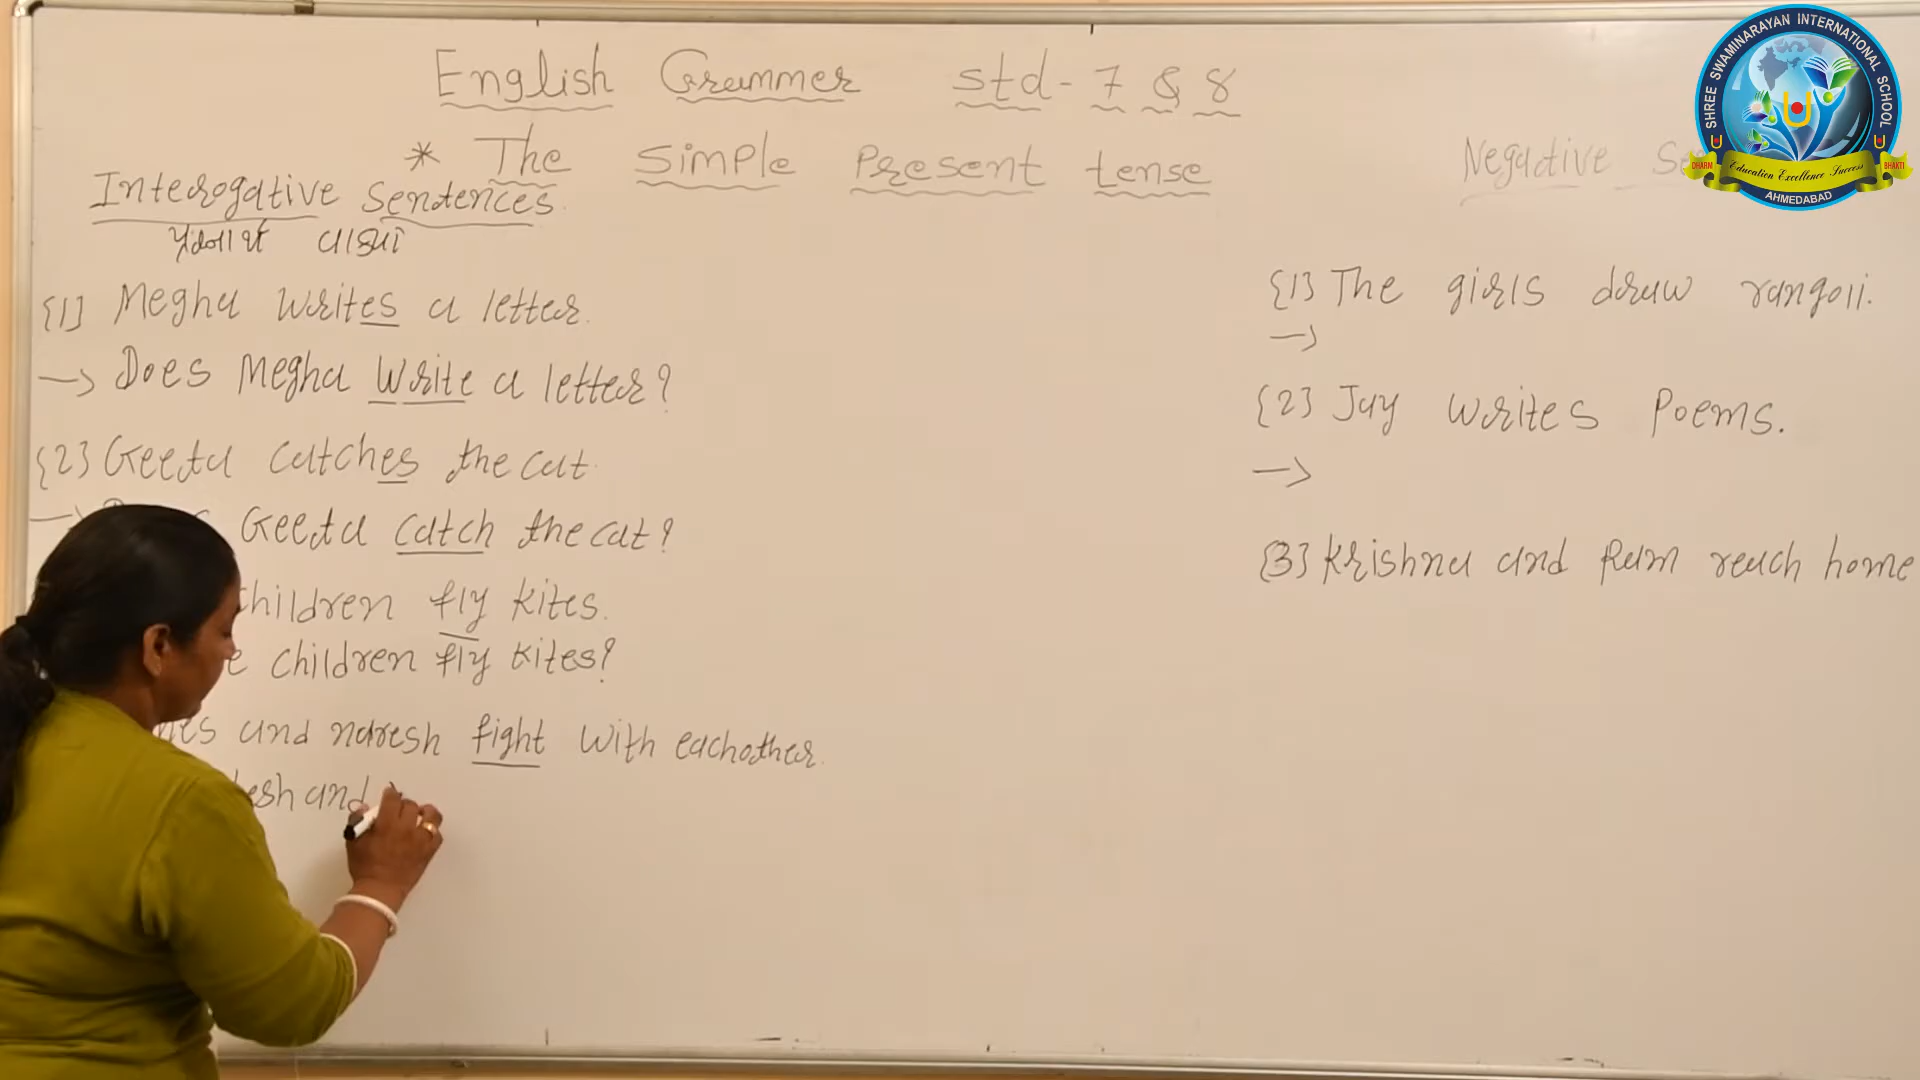 English Grammer std - 7 & 8
* The Simple Present tense
Interogative Sentences.
પ્રશ્નાર્થ વાક્યો
{1} Megha writes a letter.
→ Does Megha write a letter?
{2} Geeta catches the cat.
→ Geeta catch the cat?
children fly kites.
children fly kites?
and naresh fight with eachother.
esh and
Negative
{1} The girls draw rangoli.
→
{2} Jay writes Poems.
→
{3} Krishna and Ram reach home
SHREE SWAMINARAYAN INTERNATIONAL SCHOOL
DHARM
Education Excellence Success
BHAKTI
AHMEDABAD